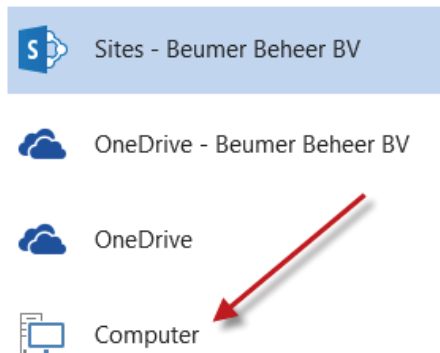 S
Sites - Beumer Beheer BV
OneDrive - Beumer Beheer BV
OneDrive
Computer